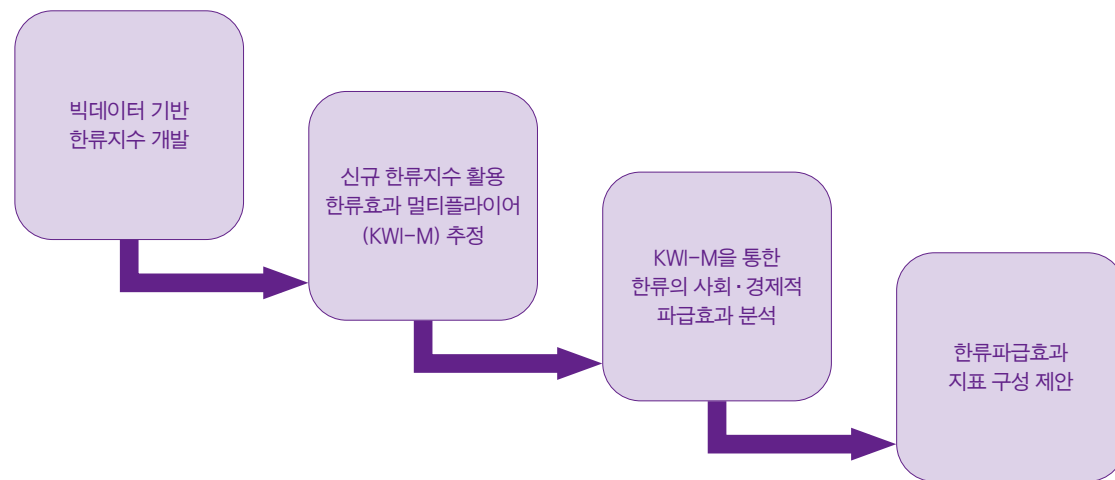 빅데이터 기반
한류지수 개발
신규 한류지수 활용
한류효과 멀티플라이어
(KWI-M) 추정
KWI-M을 통한
한류의 사회·경제적
파급효과 분석
한류파급효과
지표 구성 제안